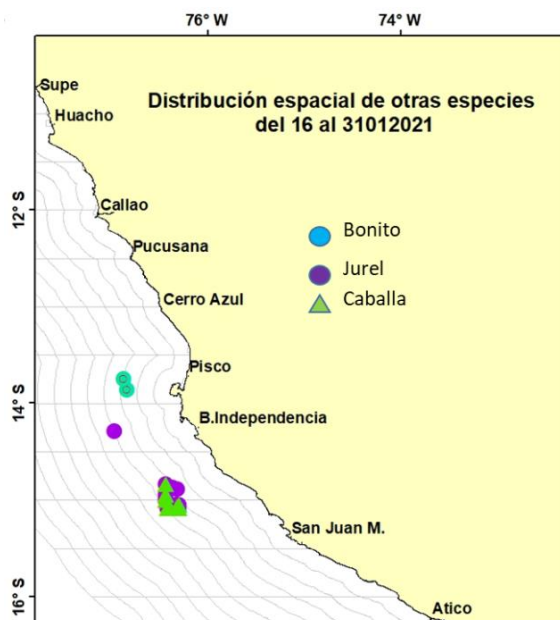 76° W
74° W
Supe
Distribución espacial de otras especies
del 16 al 31012021
Huacho
12° S
Callao
Bonito
Pucusana
Jurel
Caballa
Cerro Azul
Pisco
14° S
B.Independencia
San Juan M.
16° S
Atico